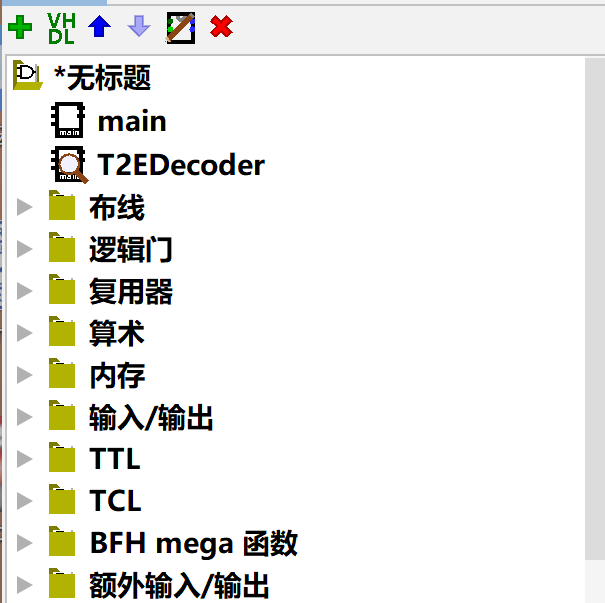 VH
DL
*无标题
main
T2EDecoder
布线
逻辑门
复用器
算术
内存
输入/输出
TTL
TCL
BFH mega 函数
额外输入/输出